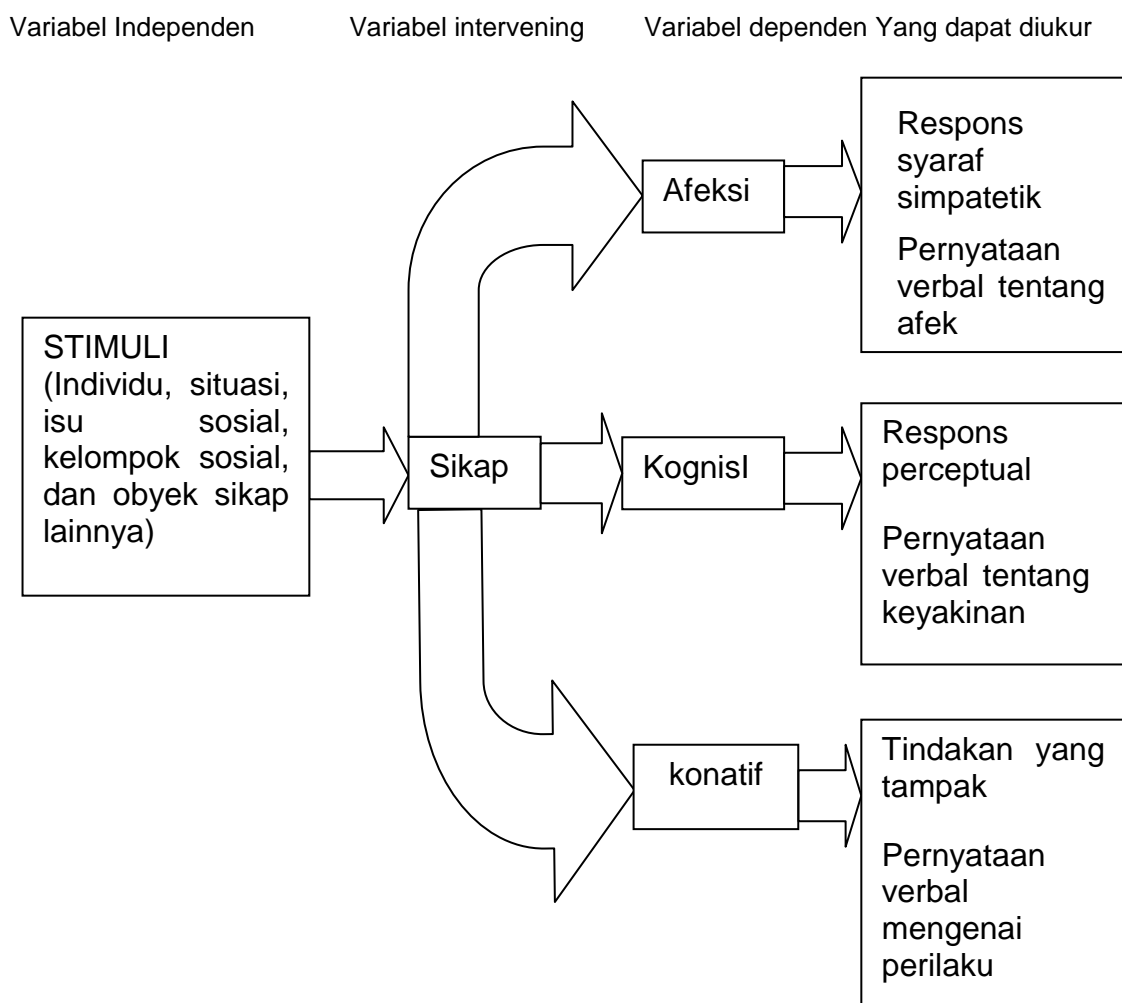 Variabel Independen
Variabel intervening
Variabel dependen Yang dapat diukur
STIMULI
(Individu, situasi,
isu sosial,
kelompok sosial,
dan obyek sikap
lainnya)
Sikap
Afeksi
Respons
syaraf
simpatetik
Pernyataan
verbal tentang
afek
KognisI
Respons
perceptual
Pernyataan
verbal tentang
keyakinan
konatif
Tindakan yang
tampak
Pernyataan
verbal
mengenai
perilaku